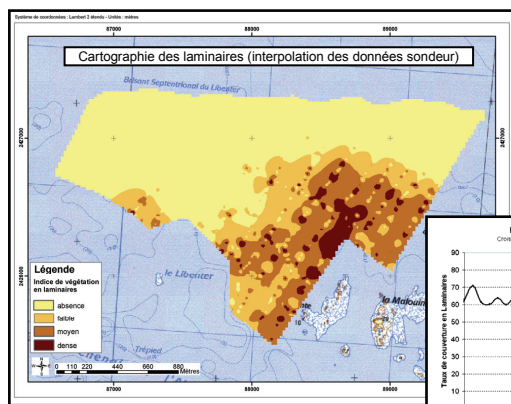 Système de coordonnées : Lambert 2 étendu - Unités : mètres
87000 88000 89000
Cartographie des laminaires (interpolation des données sondeur)
Brisant Septentrional du Libenter
2427000 2427000
Légende
Indice de végétation
en laminaires
absence
faible
moyen
dense
le Libenter
la Malouin
Trépied
0 110 220 440 660 880
Mètres
87000 88000 89000
Taux de couverture en Laminaires
90
80
70
60
50
40
30
20
10